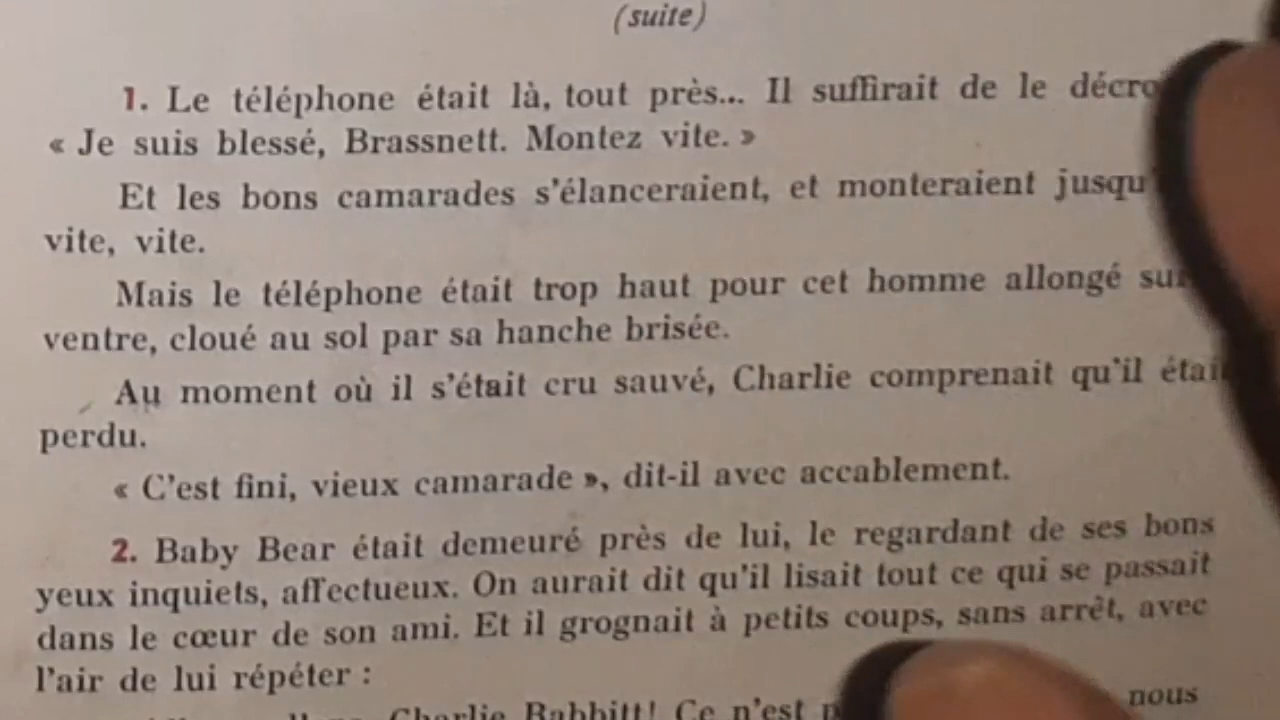 (suite)
1. Le téléphone était là, tout près... Il suffirait de le
« Je suis blessé, Brassnett. Montez vite. »
Et les bons camarades s'élanceraient, et monteraient
vite, vite.
Mais le téléphone était trop haut pour cet homme allongé
ventre, cloué au sol par sa hanche brisée.
Au moment où il s'était cru sauvé, Charlie comprenait qu'il
perdu.
« C'est fini, vieux camarade », dit-il avec accablement.
2. Baby Bear était demeuré près de lui, le regardant de ses bons
yeux inquiets, affectueux. On aurait dit qu'il lisait tout ce qui se passait
dans le cœur de son ami. Et il grognait à petits coups, sans arrêt, avec
l'air de lui répéter :
Charlie Rabbitt! Ce n'est nous